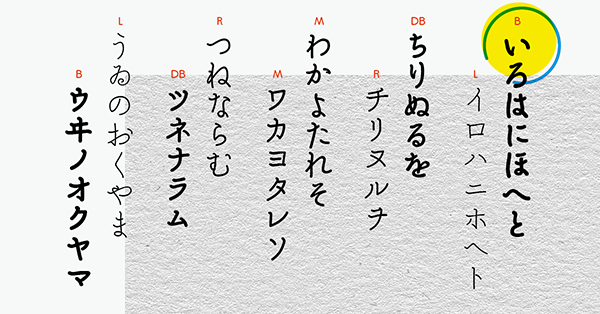 B
いろはにほへと
L
イロハニホヘト
DB
ちりぬるを
R
チリヌルヲ
M
わかよたれそ
M
ワカヨタレソ
R
つねならむ
DB
ツネナラム
L
うゐのおくやま
B
ウヰノオクヤマ